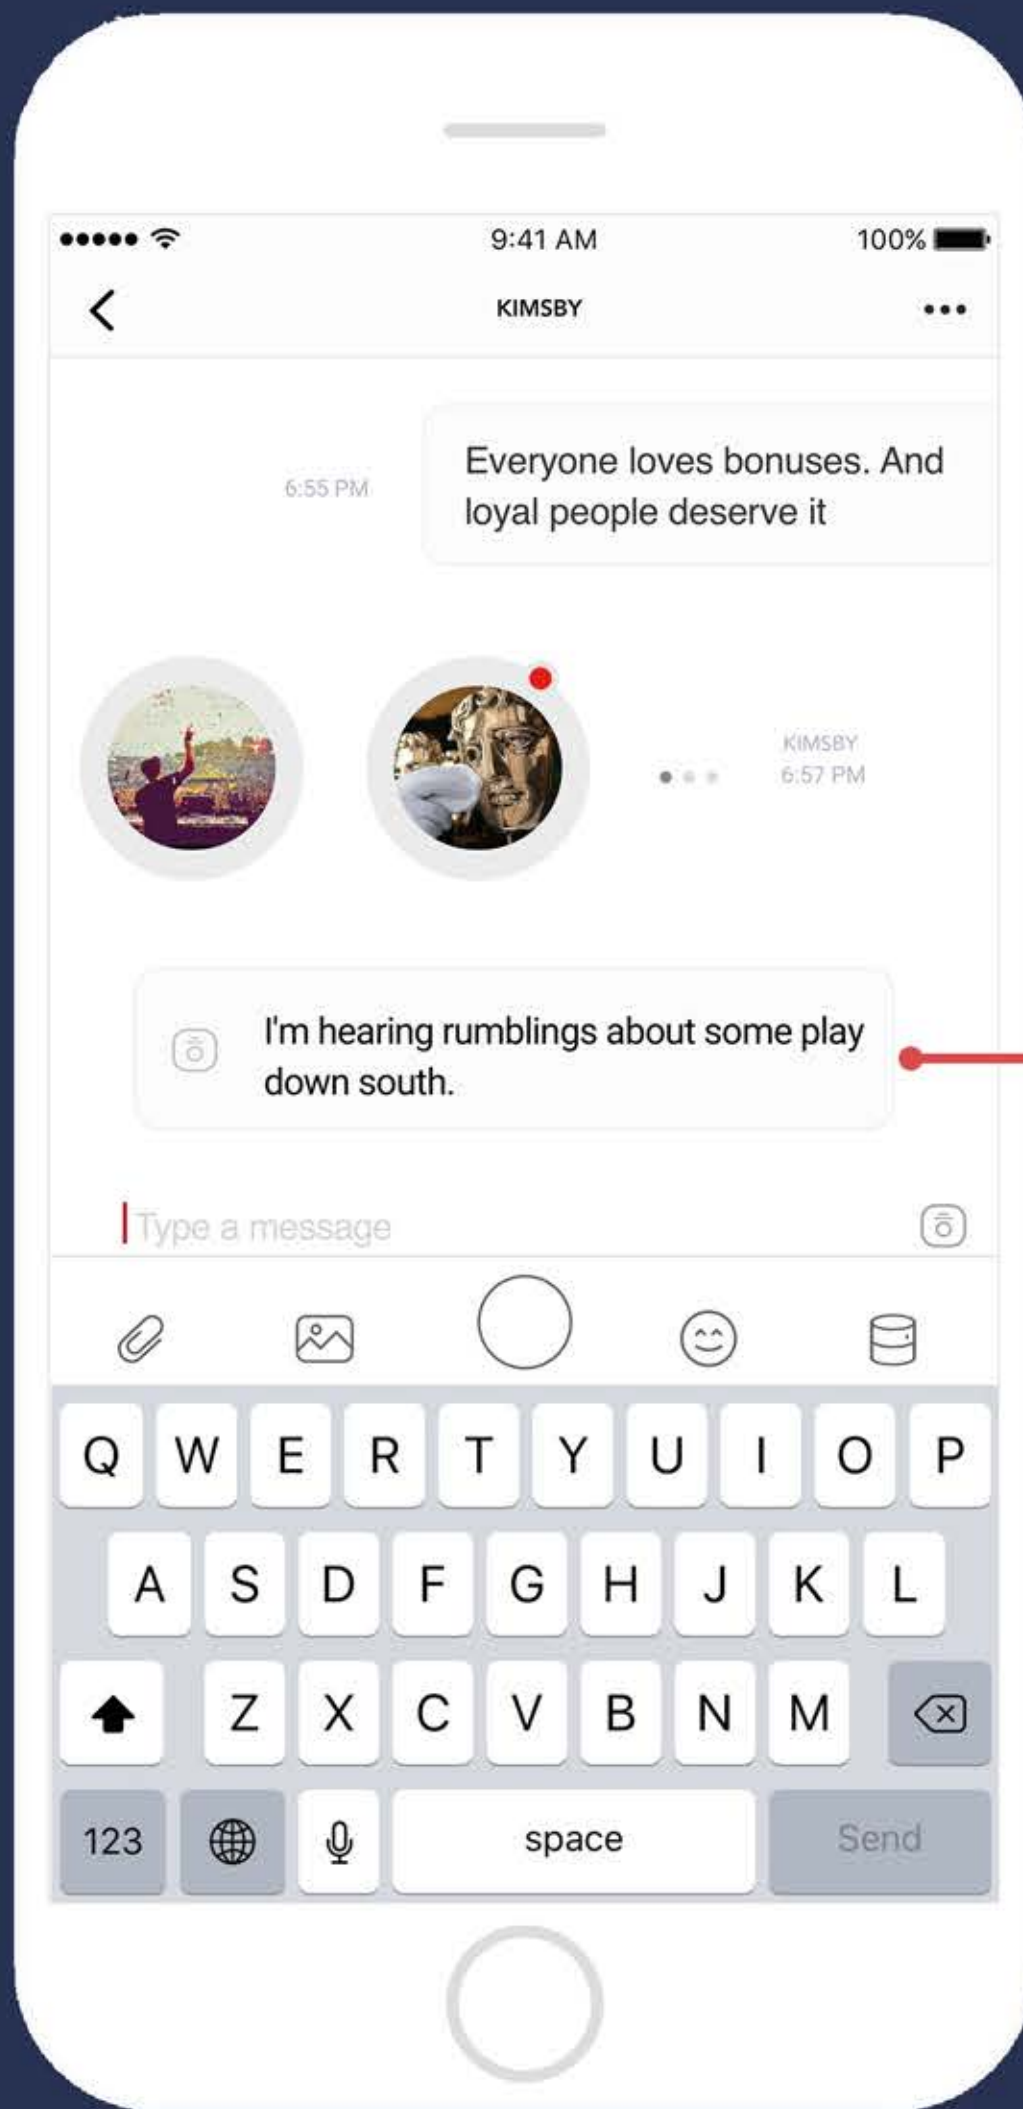 9:41 AM
100%
KIMSBY
6:55 PM
Everyone loves bonuses. And
loyal people deserve it
KIMSBY
6:57 PM
I'm hearing rumblings about some play
down south.
Type a message
Q W E R T Y U I O P
A S D F G H J K L
Z X C V B N M
123 space Send